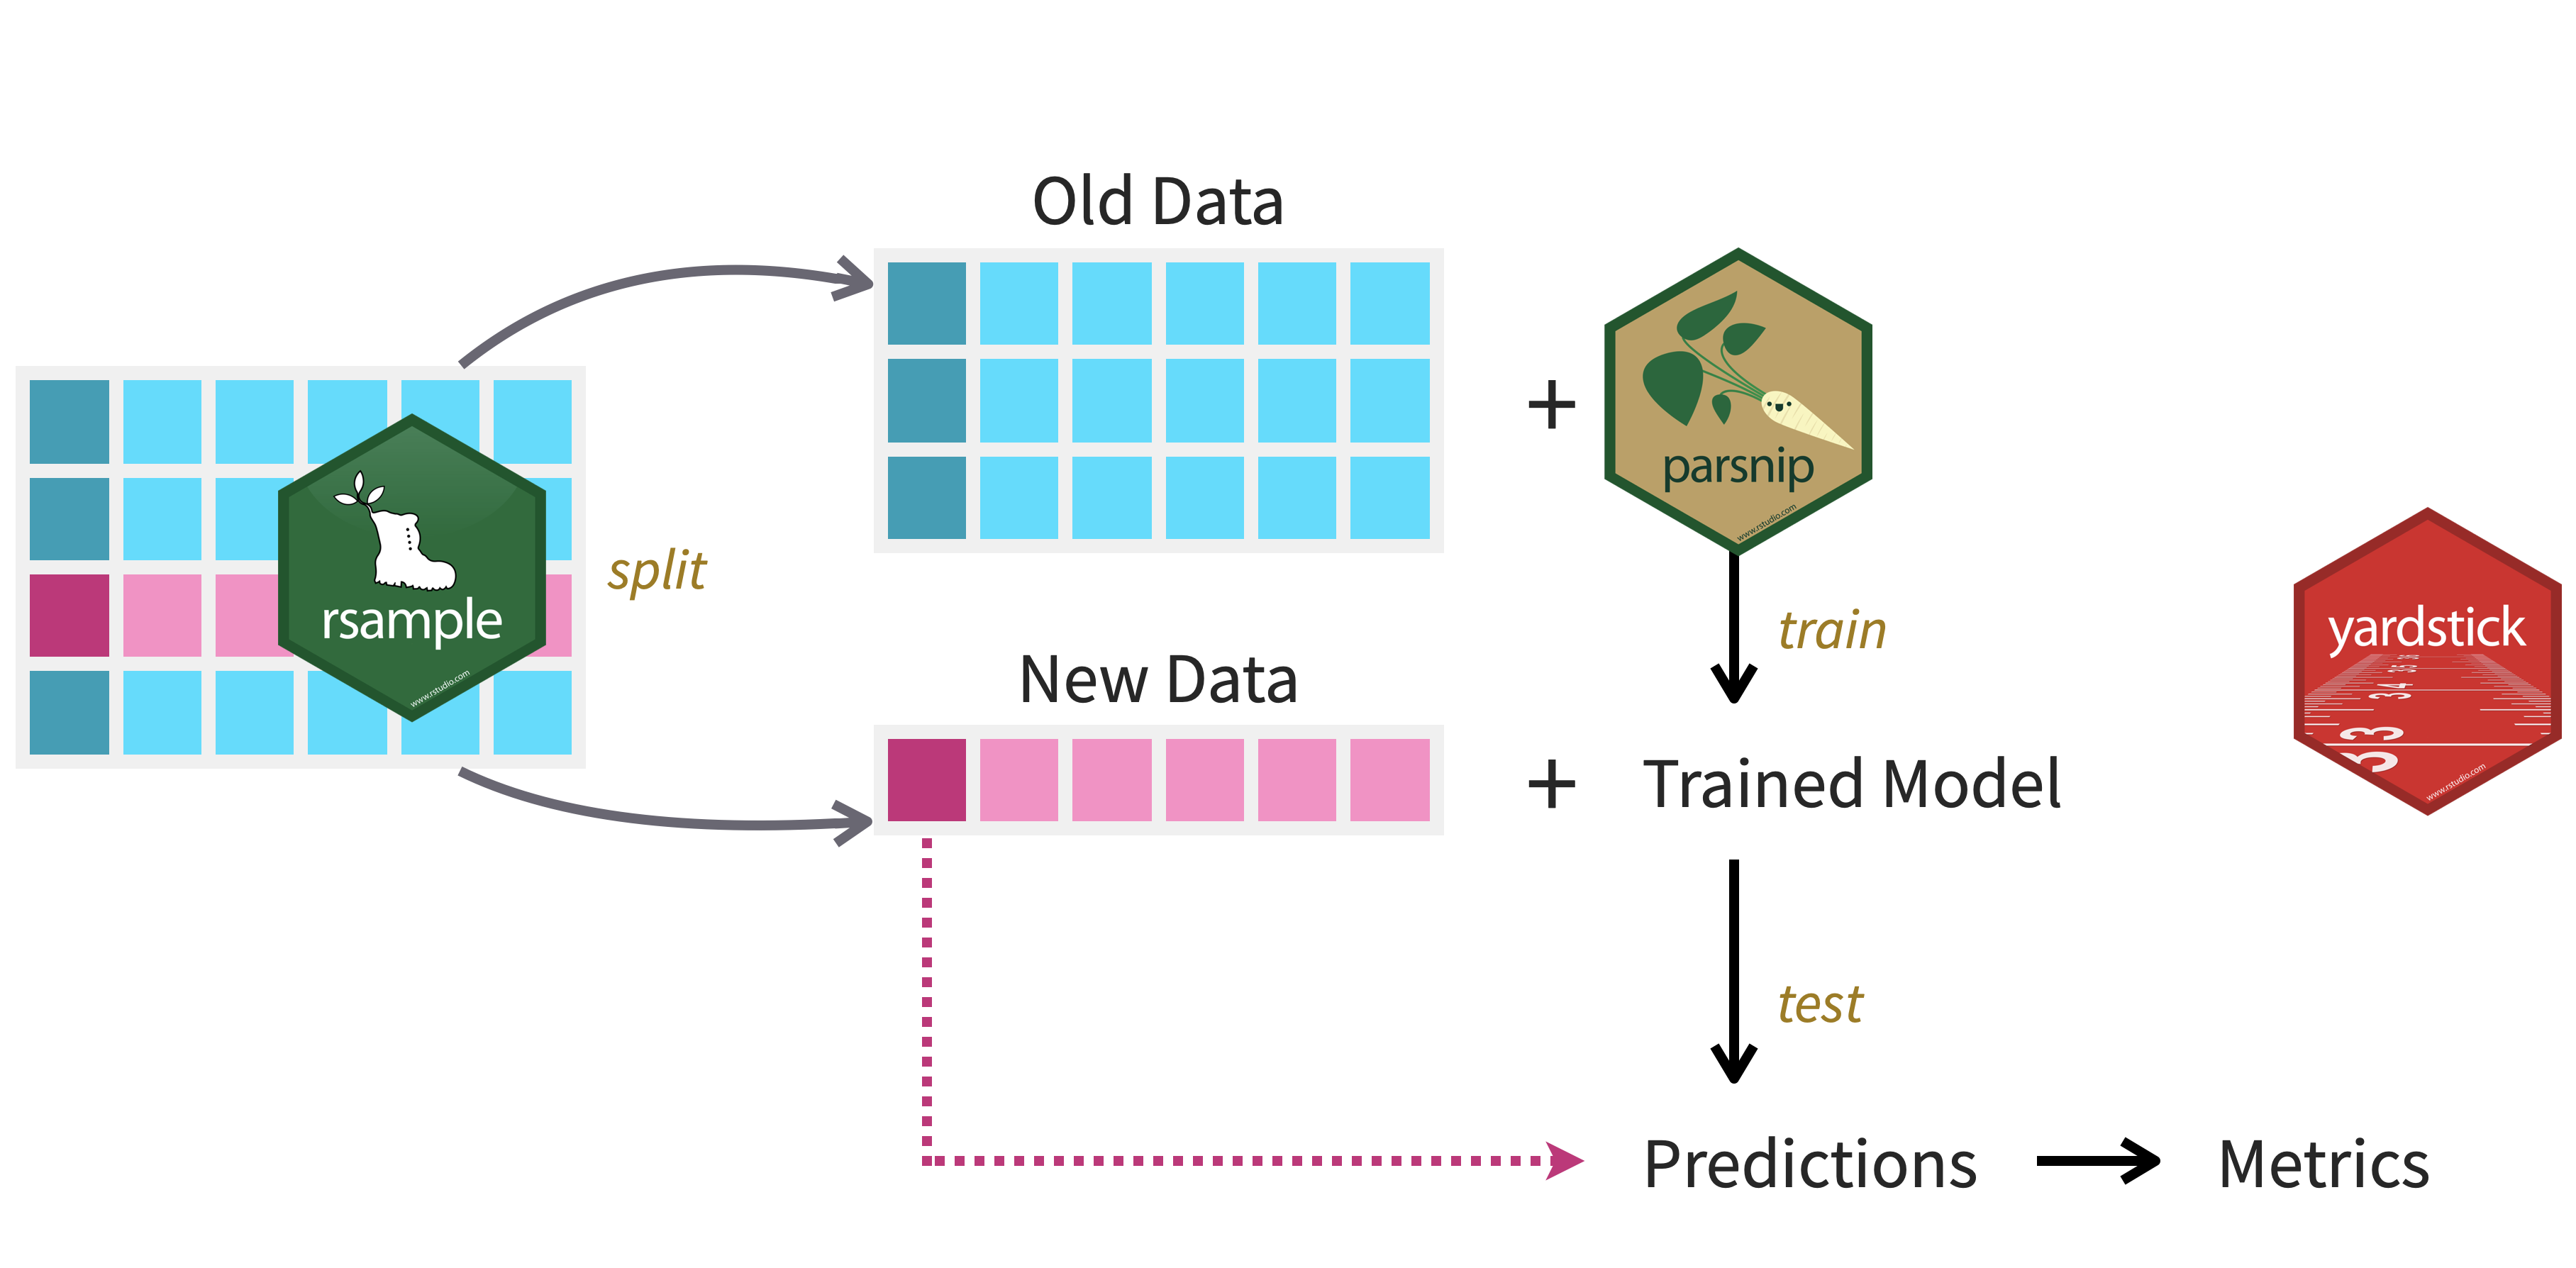 Old Data
parsnip
www.rstudio.com
rsample
www.rstudio.com
split
train
yardstick
www.rstudio.com
New Data
+
+
Trained Model
test
Predictions
Metrics